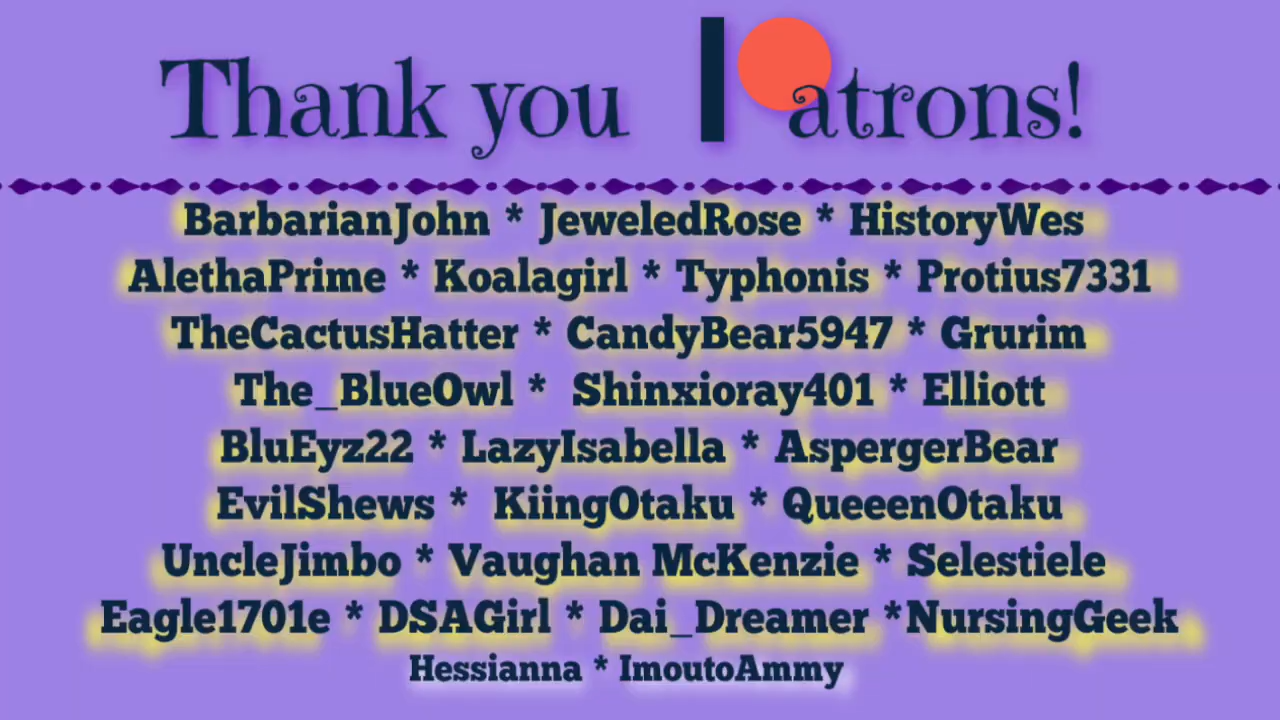 Thank you Patrons!
BarbarianJohn * JeweledRose * HistoryWes
AlethaPrime * Koalagirl * Typhonis * Protius7331
TheCactusHatter * CandyBear5947 * Grurim
The_BlueOwl * Shinxioray401 * Elliott
BluEyz22 * LazyIsabella * AspergerBear
EvilShews * KiingOtaku * QueeenOtaku
UncleJimbo * Vaughan McKenzie * Selestiele
Eagle1701e * DSAGirl * Dai_Dreamer *NursingGeek
Hessianna * ImoutoAmmy